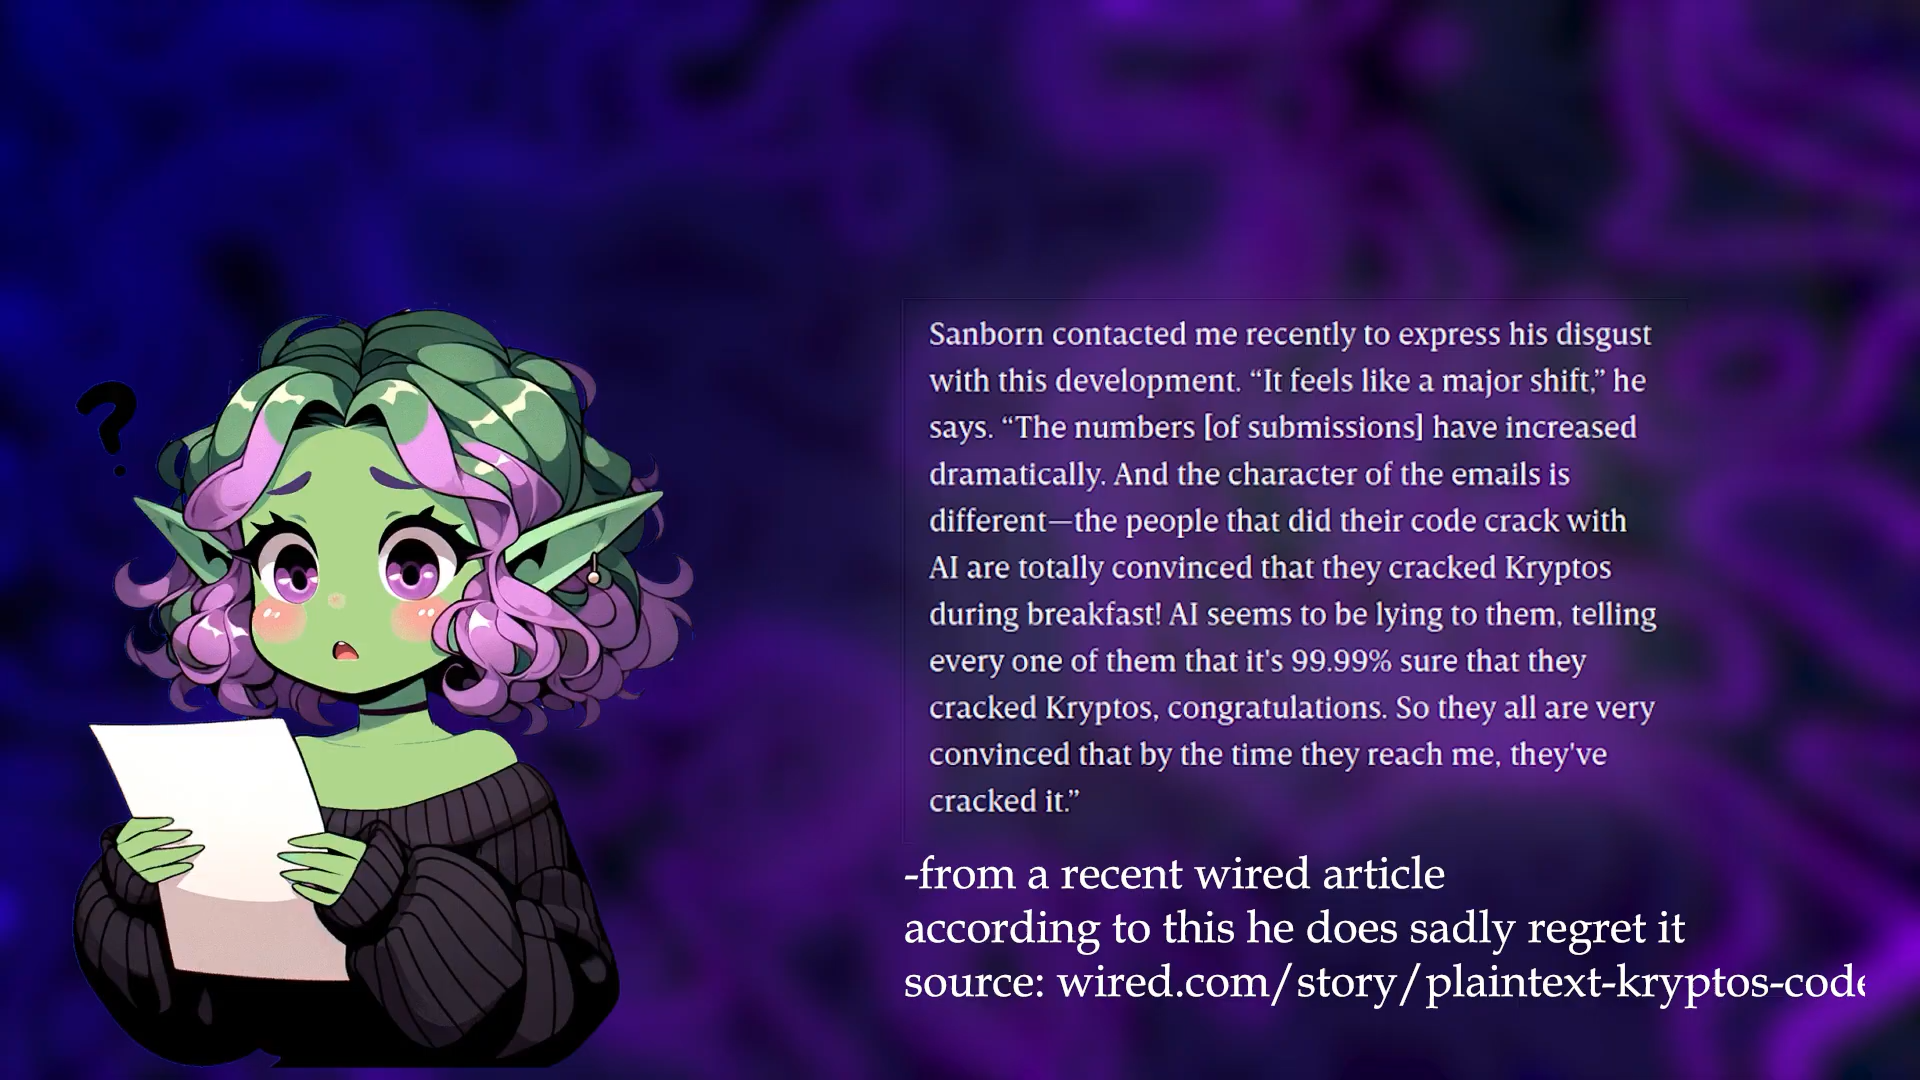 ?
Sanborn contacted me recently to express his disgust
with this development. “It feels like a major shift,” he
says. “The numbers [of submissions] have increased
dramatically. And the character of the emails is
different—the people that did their code crack with
AI are totally convinced that they cracked Kryptos
during breakfast! AI seems to be lying to them, telling
every one of them that it's 99.99% sure that they
cracked Kryptos, congratulations. So they all are very
convinced that by the time they reach me, they've
cracked it.”
-from a recent wired article
according to this he does sadly regret it
source: wired.com/story/plaintext-kryptos-code